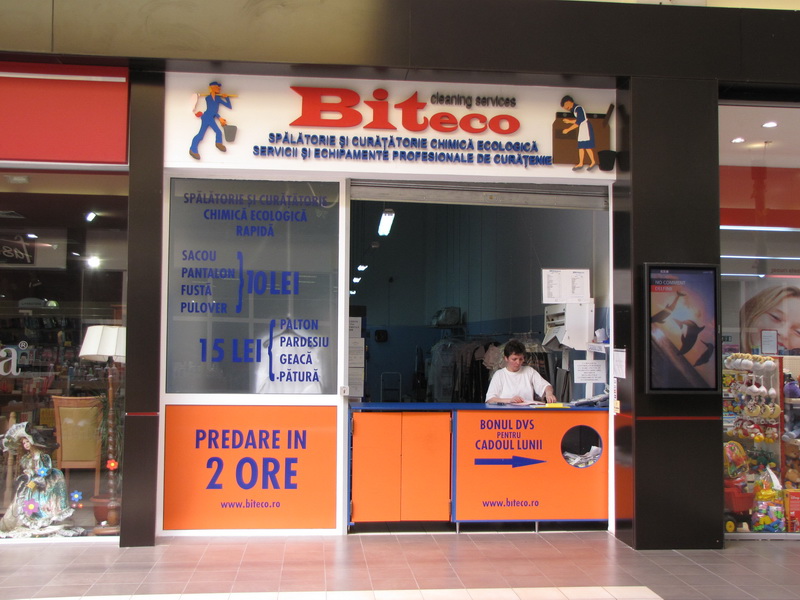 Biteco
cleaning services
SPĂLĂTORIE ȘI CURĂȚĂTORIE CHIMICĂ ECOLOGICĂ
SERVICII ȘI ECHIPAMENTE PROFESIONALE DE CURĂȚENIE
SPĂLĂTORIE ȘI CURĂȚĂTORIE
CHIMICĂ ECOLOGICĂ
RAPIDĂ
SACOU
PANTALON
FUSTĂ
PULOVER
10 LEI
15 LEI
PALTON
PARDESIU
GEACĂ
PĂTURĂ
PREDARE IN
2 ORE
www.biteco.ro
BONUL DVS
PENTRU
CADOUL LUNII
www.biteco.ro